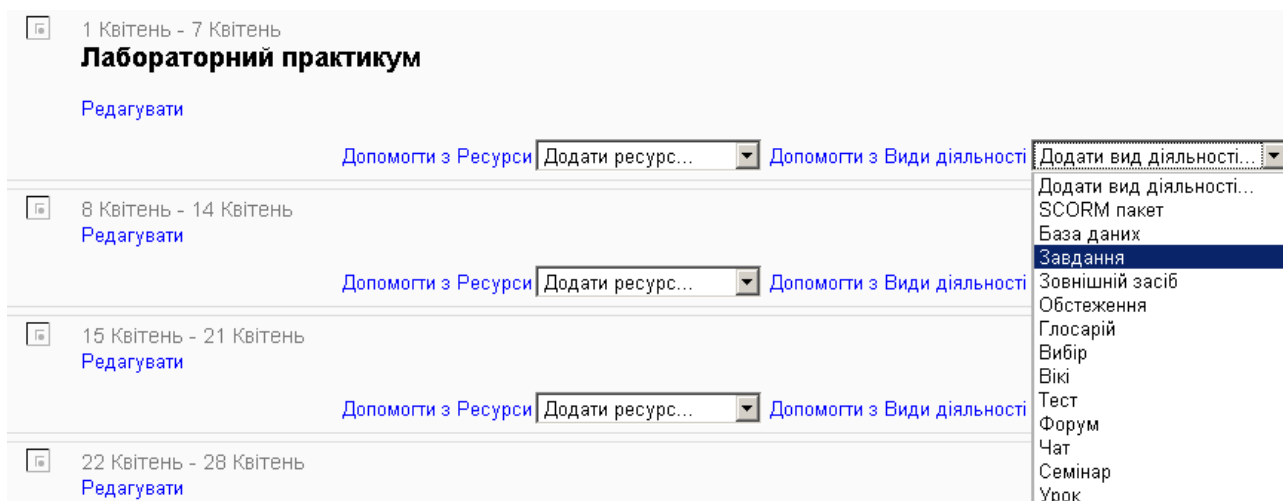 1 Квітень - 7 Квітень
Лабораторний практикум
Редагувати
Допомогти з Ресурси Додати ресурс... Допомогти з Види діяльності Додати вид діяльності...
Додати вид діяльності...
SCORM пакет
База даних
Завдання
Зовнішній засіб
Обстеження
Глосарій
Вибір
Вікі
Тест
Форум
Чат
Семінар
Урок
8 Квітень - 14 Квітень
Редагувати
Допомогти з Ресурси Додати ресурс... Допомогти з Види діяльності
15 Квітень - 21 Квітень
Редагувати
Допомогти з Ресурси Додати ресурс... Допомогти з Види діяльності
22 Квітень - 28 Квітень
Редагувати